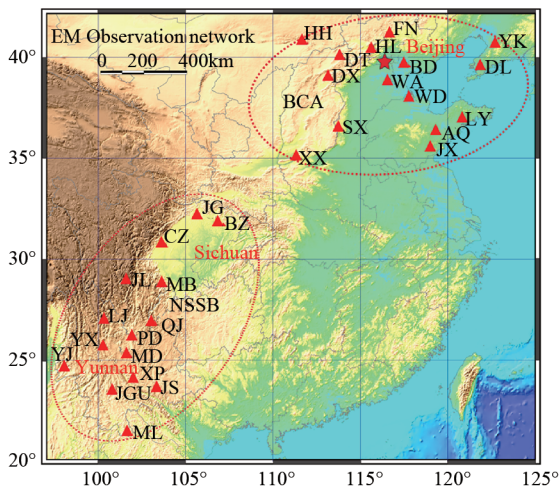 EM Observation network
0 200 400km
HH
FN
40°
DT
HL
Beijing
YK
DX
BD
DL
WA
BCA
WD
SX
LY
AQ
JX
35°
XX
JG
BZ
CZ
Sichuan
30°
JL
MB
NSSB
LJ
QJ
YX
PD
YJ
MD
25°
Yunnan
XP
JGU
JS
ML
20°
100° 105° 110° 115° 120° 125°